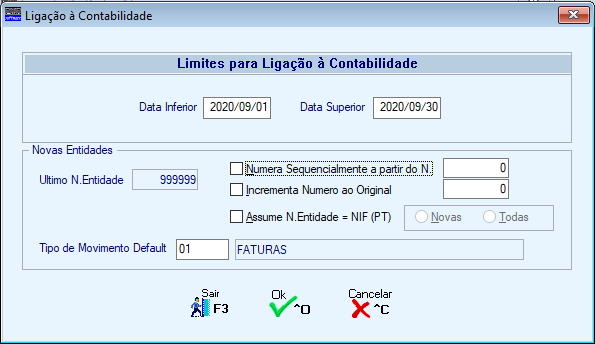 Ligação à Contabilidade
Limites para Ligação à Contabilidade
Data Inferior 2020/09/01 Data Superior 2020/09/30
Novas Entidades
Numera Sequencialmente a partir do N. 0
Ultimo N.Entidade 999999
Incrementa Numero ao Original 0
Assume N.Entidade = NIF (PT) Novas Todas
Tipo de Movimento Default 01 FATURAS
Sair F3
Ok ^O
Cancelar ^C